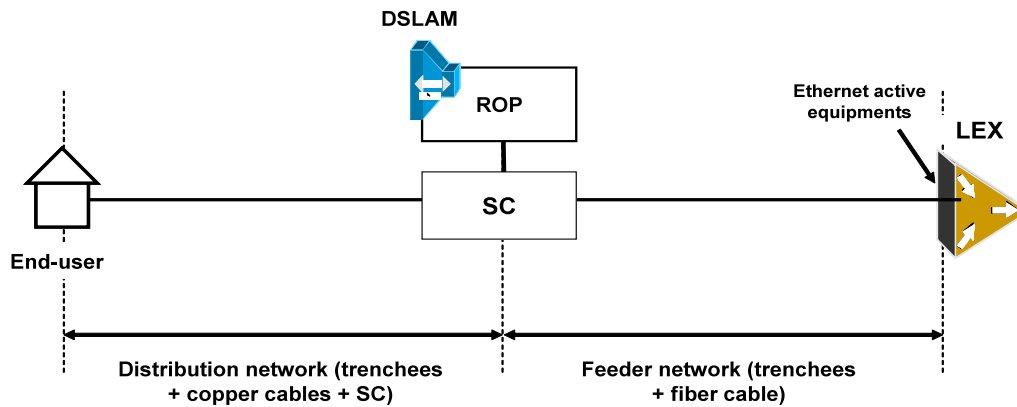 DSLAM
ROP
Ethernet active
equipments
LEX
SC
End-user
Distribution network (trenchees
+ copper cables + SC)
Feeder network (trenchees
+ fiber cable)